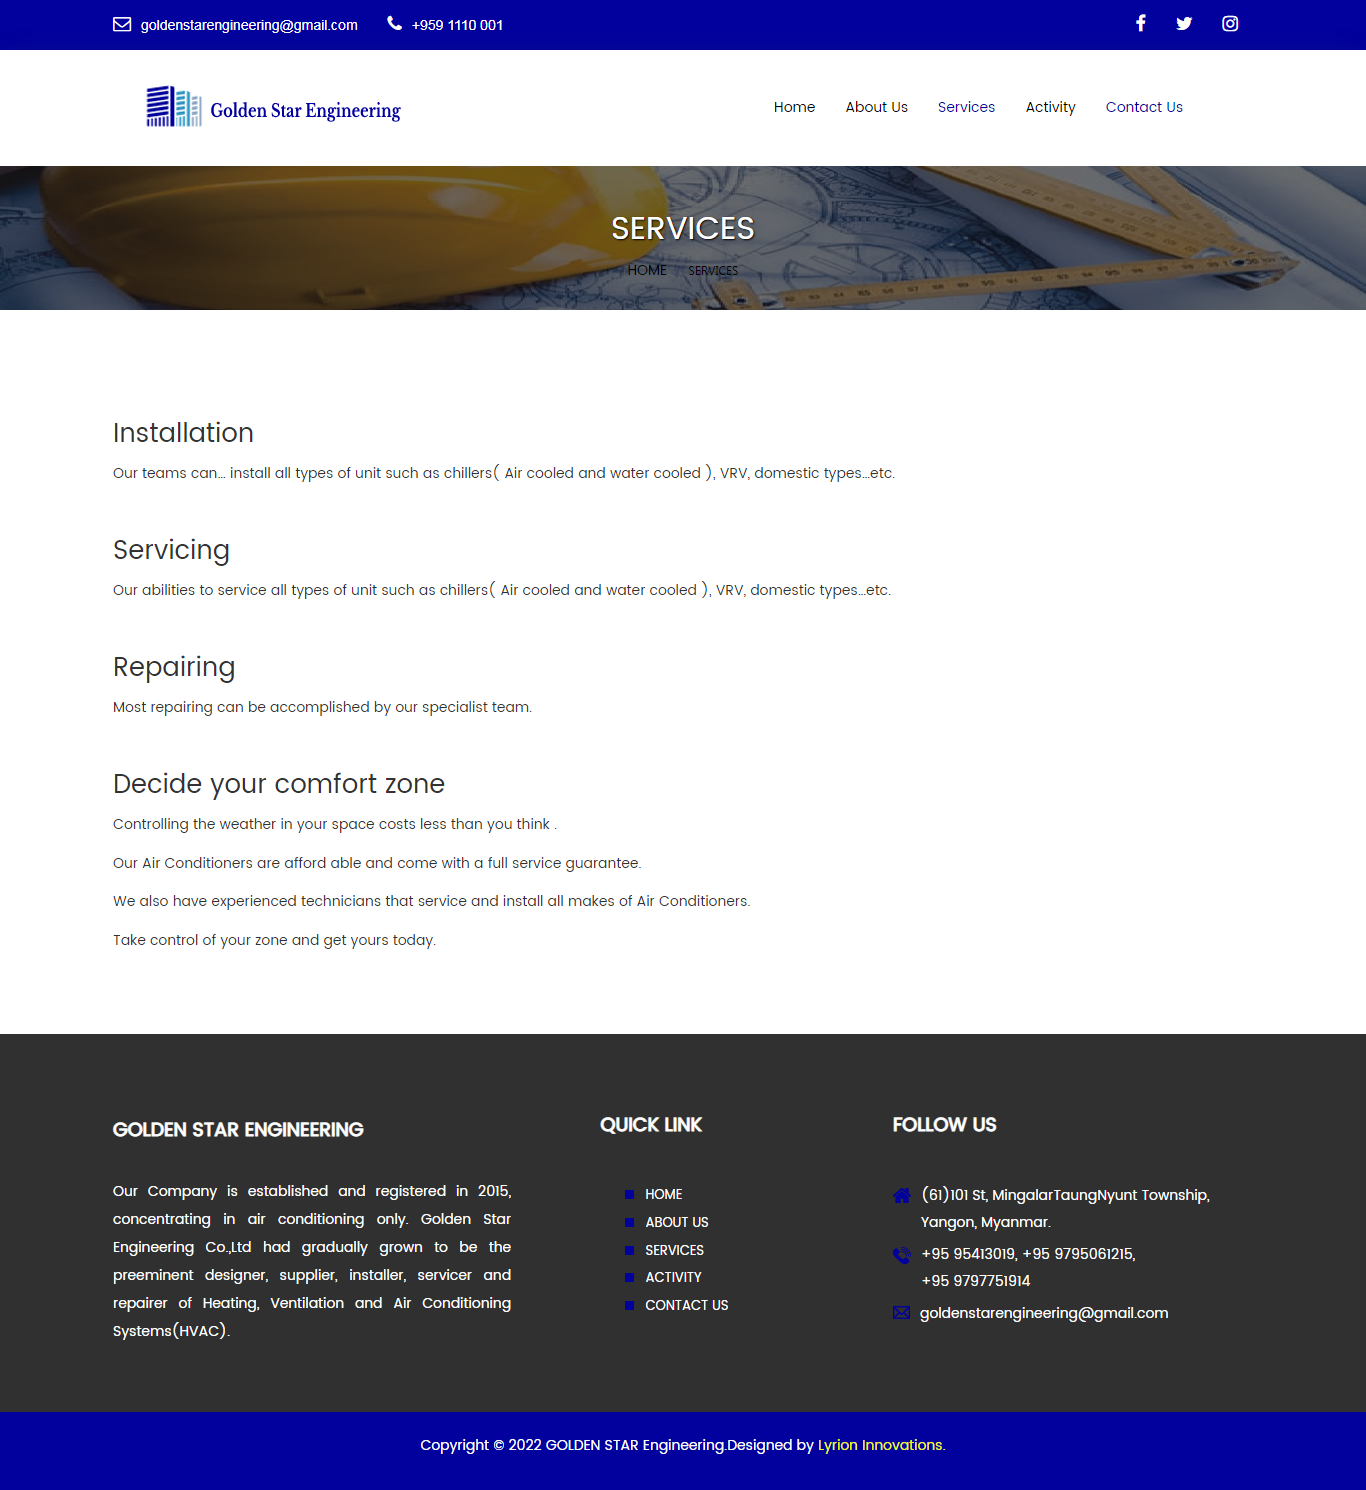 goldenstarengineering@gmail.com +959 1110 001
Golden Star Engineering
Home About Us Services Activity Contact Us
SERVICES
HOME SERVICES
Installation
Our teams can... install all types of unit such as chillers( Air cooled and water cooled ), VRV, domestic types...etc.
Servicing
Our abilities to service all types of unit such as chillers( Air cooled and water cooled ), VRV, domestic types...etc.
Repairing
Most repairing can be accomplished by our specialist team.
Decide your comfort zone
Controlling the weather in your space costs less than you think .
Our Air Conditioners are afford able and come with a full service guarantee.
We also have experienced technicians that service and install all makes of Air Conditioners.
Take control of your zone and get yours today.
GOLDEN STAR ENGINEERING
Our Company is established and registered in 2015,
concentrating in air conditioning only. Golden Star
Engineering Co.,Ltd had gradually grown to be the
preeminent designer, supplier, installer, servicer and
repairer of Heating, Ventilation and Air Conditioning
Systems(HVAC).
QUICK LINK
HOME
ABOUT US
SERVICES
ACTIVITY
CONTACT US
FOLLOW US
(61)101 St, MingalarTaungNyunt Township,
Yangon, Myanmar.
+95 95413019, +95 9795061215,
+95 9797751914
goldenstarengineering@gmail.com
Copyright © 2022 GOLDEN STAR Engineering.Designed by Lyrion Innovations.